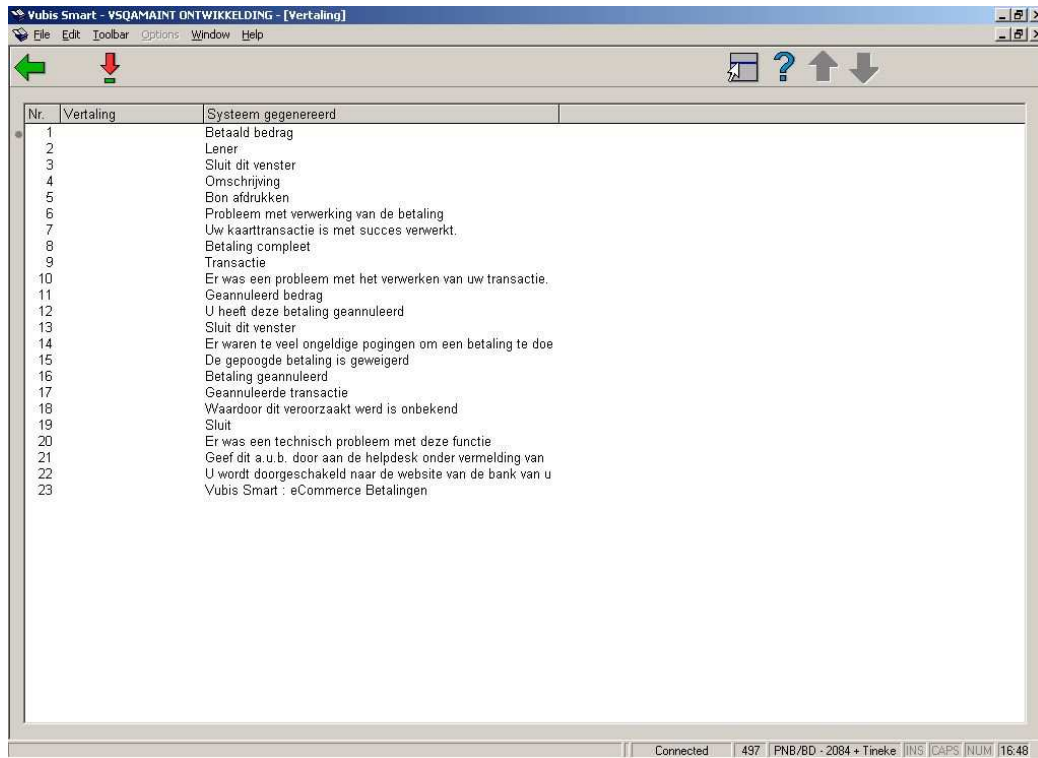 Vubis Smart - VSQAMAINT ONTWIKKELDING - [Vertaling]
File Edit Toolbar Options Window Help
Nr. Vertaling Systeem gegenereerd
1 Betaald bedrag
2 Lener
3 Sluit dit venster
4 Omschrijving
5 Bon afdrukken
6 Probleem met verwerking van de betaling
7 Uw kaarttransactie is met succes verwerkt.
8 Betaling compleet
9 Transactie
10 Er was een probleem met het verwerken van uw transactie.
11 Geannuleerd bedrag
12 U heeft deze betaling geannuleerd
13 Sluit dit venster
14 Er waren te veel ongeldige pogingen om een betaling te doe
15 De gepoogde betaling is geweigerd
16 Betaling geannuleerd
17 Geannuleerde transactie
18 Waardoor dit veroorzaakt werd is onbekend
19 Sluit
20 Er was een technisch probleem met deze functie
21 Geef dit a.u.b. door aan de helpdesk onder vermelding van
22 U wordt doorgeschakeld naar de website van de bank van u
23 Vubis Smart : eCommerce Betalingen
Connected 497 PNB/BD - 2084 + Tineke INS CAPS NUM 16:48